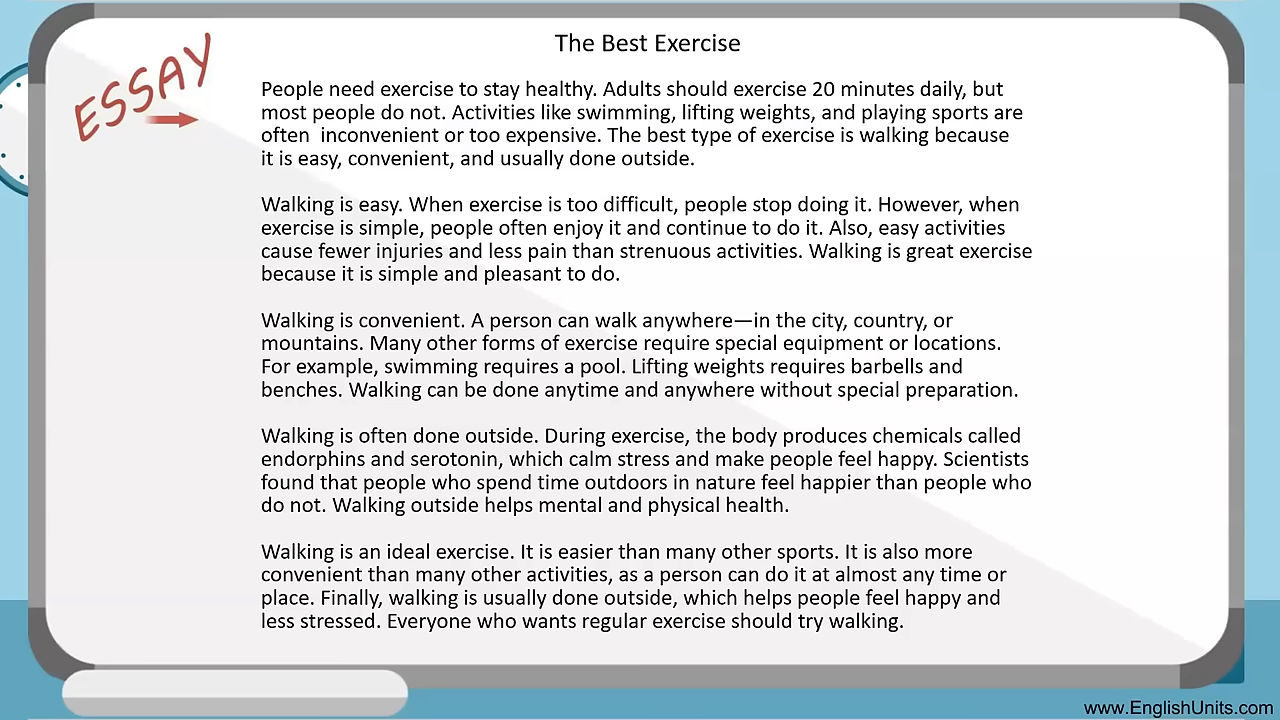 ESSAY
The Best Exercise
People need exercise to stay healthy. Adults should exercise 20 minutes daily, but
most people do not. Activities like swimming, lifting weights, and playing sports are
often  inconvenient or too expensive. The best type of exercise is walking because
it is easy, convenient, and usually done outside.
Walking is easy. When exercise is too difficult, people stop doing it. However, when
exercise is simple, people often enjoy it and continue to do it. Also, easy activities
cause fewer injuries and less pain than strenuous activities. Walking is great exercise
because it is simple and pleasant to do.
Walking is convenient. A person can walk anywhere—in the city, country, or
mountains. Many other forms of exercise require special equipment or locations.
For example, swimming requires a pool. Lifting weights requires barbells and
benches. Walking can be done anytime and anywhere without special preparation.
Walking is often done outside. During exercise, the body produces chemicals called
endorphins and serotonin, which calm stress and make people feel happy. Scientists
found that people who spend time outdoors in nature feel happier than people who
do not. Walking outside helps mental and physical health.
Walking is an ideal exercise. It is easier than many other sports. It is also more
convenient than many other activities, as a person can do it at almost any time or
place. Finally, walking is usually done outside, which helps people feel happy and
less stressed. Everyone who wants regular exercise should try walking.
www.EnglishUnits.com